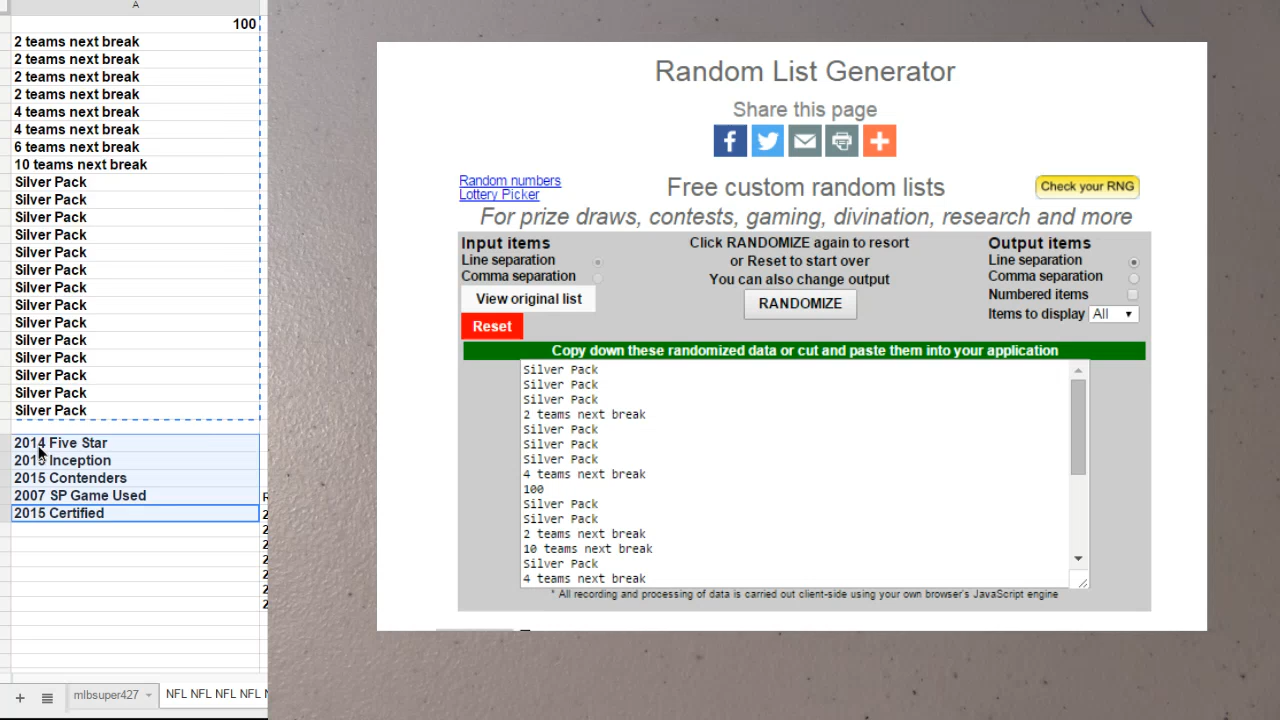 A
100
2 teams next break
2 teams next break
2 teams next break
2 teams next break
4 teams next break
4 teams next break
6 teams next break
10 teams next break
Silver Pack
Silver Pack
Silver Pack
Silver Pack
Silver Pack
Silver Pack
Silver Pack
Silver Pack
Silver Pack
Silver Pack
Silver Pack
Silver Pack
Silver Pack
Silver Pack
2014 Five Star
Inception
2015 Contenders
2007 SP Game Used
2015 Certified
mlbsuper427
NFL NFL NFL NFL
Random List Generator
Share this page
Random numbers
Lottery Picker
Free custom random lists
Check your RNG
For prize draws, contests, gaming, divination, research and more
Input items
Line separation
Comma separation
View original list
Reset
Click RANDOMIZE again to resort
or Reset to start over
You can also change output
RANDOMIZE
Output items
Line separation
Comma separation
Numbered items
Items to display All
Copy down these randomized data or cut and paste them into your application
Silver Pack
Silver Pack
Silver Pack
2 teams next break
Silver Pack
Silver Pack
Silver Pack
4 teams next break
100
Silver Pack
Silver Pack
2 teams next break
10 teams next break
Silver Pack
4 teams next break
* All recording and processing of data is carried out client-side using your own browser's JavaScript engine